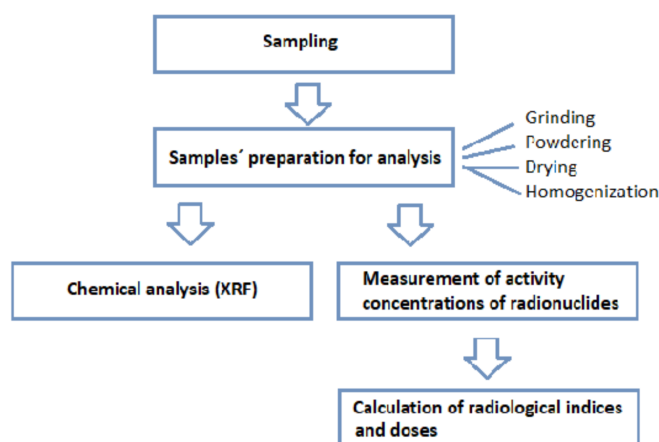 Sampling
Samples´ preparation for analysis
Grinding
Powdering
Drying
Homogenization
Chemical analysis (XRF)
Measurement of activity
concentrations of radionuclides
Calculation of radiological indices
and doses